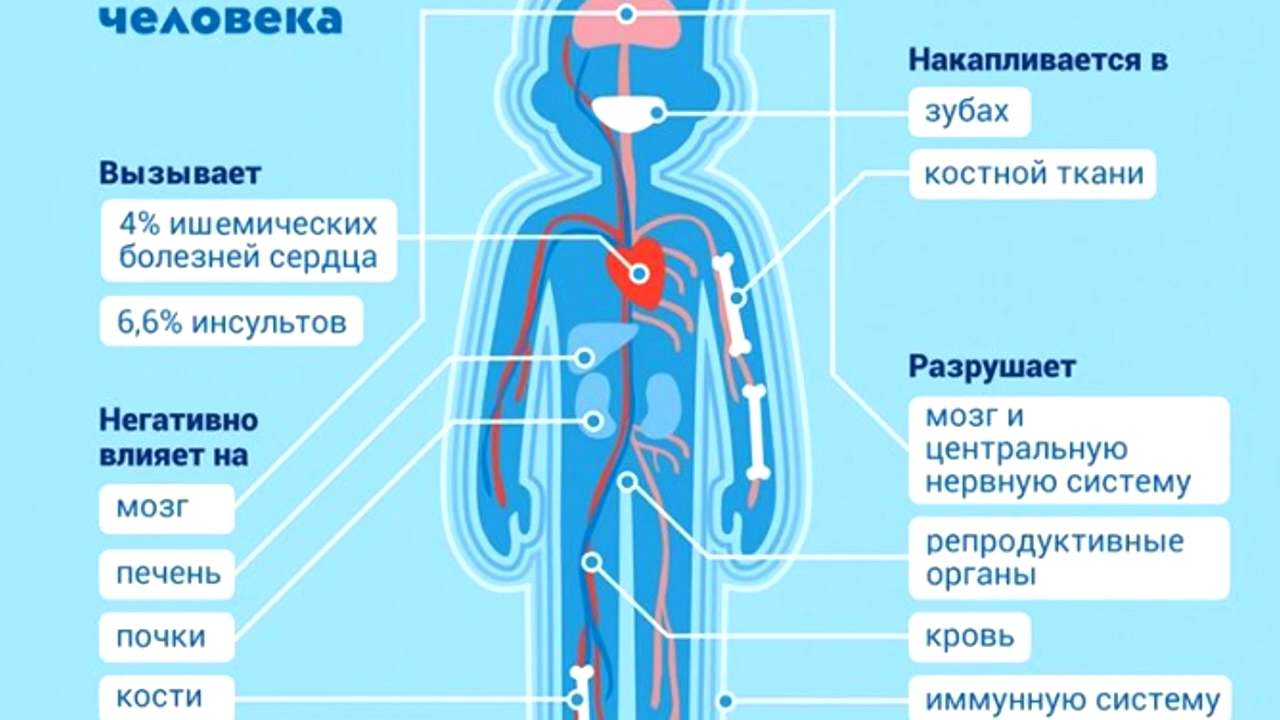 человека
Вызывает
4% ишемических
болезней сердца
6,6% инсультов
Негативно
влияет на
мозг
печень
почки
кости
Накапливается в
зубах
костной ткани
Разрушает
мозг и
центральную
нервную систему
репродуктивные
органы
кровь
иммунную систему